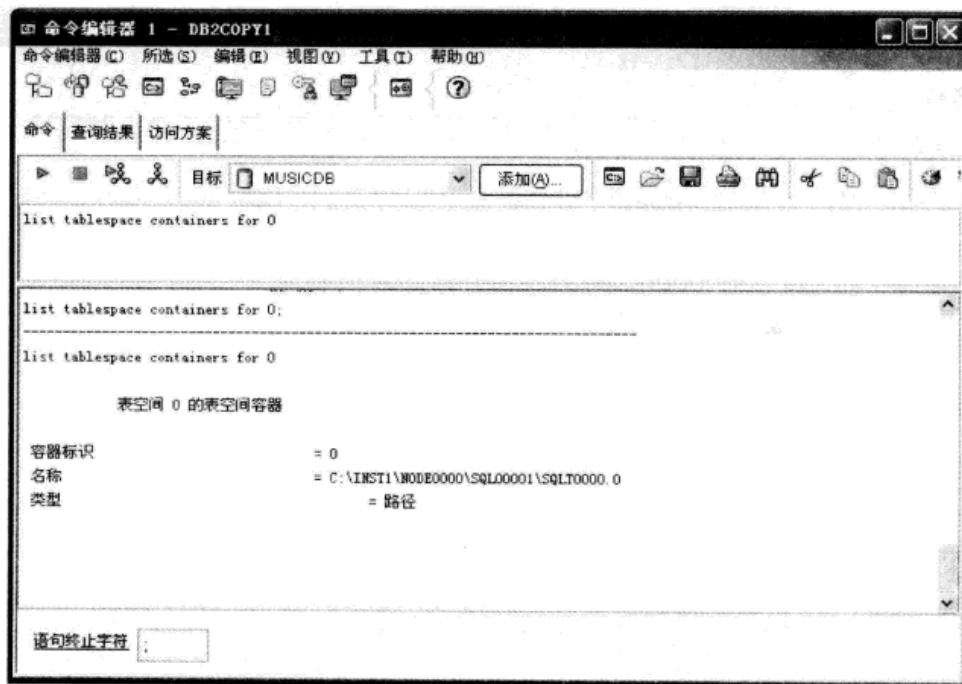 命令编辑器 1 - DB2COPY1
命令编辑器(C) 所选(S) 编辑(E) 视图(V) 工具(T) 帮助(H)
命令 查询结果 访问方案
目标 MUSICDB 添加(A)...
list tablespace containers for 0
list tablespace containers for 0;
------------------------------------------------------------------------------
list tablespace containers for 0
表空间 0 的表空间容器
容器标识 = 0
名称 = C:\INST1\NODE0000\SQL00001\SQLT0000.0
类型 = 路径
语句终止字符 ;